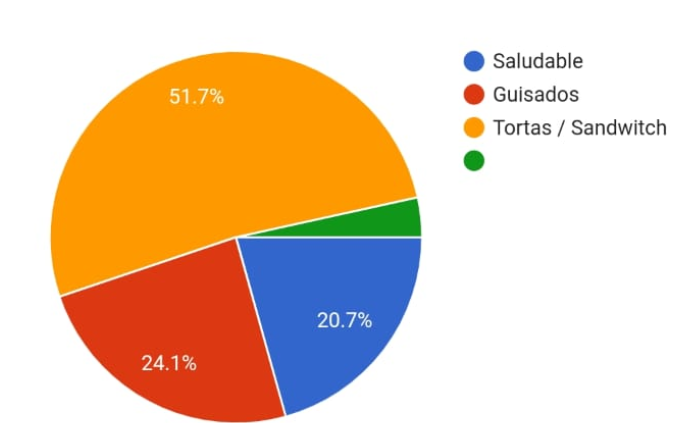 51.7%
24.1%
20.7%
Saludable
Guisados
Tortas / Sandwitch